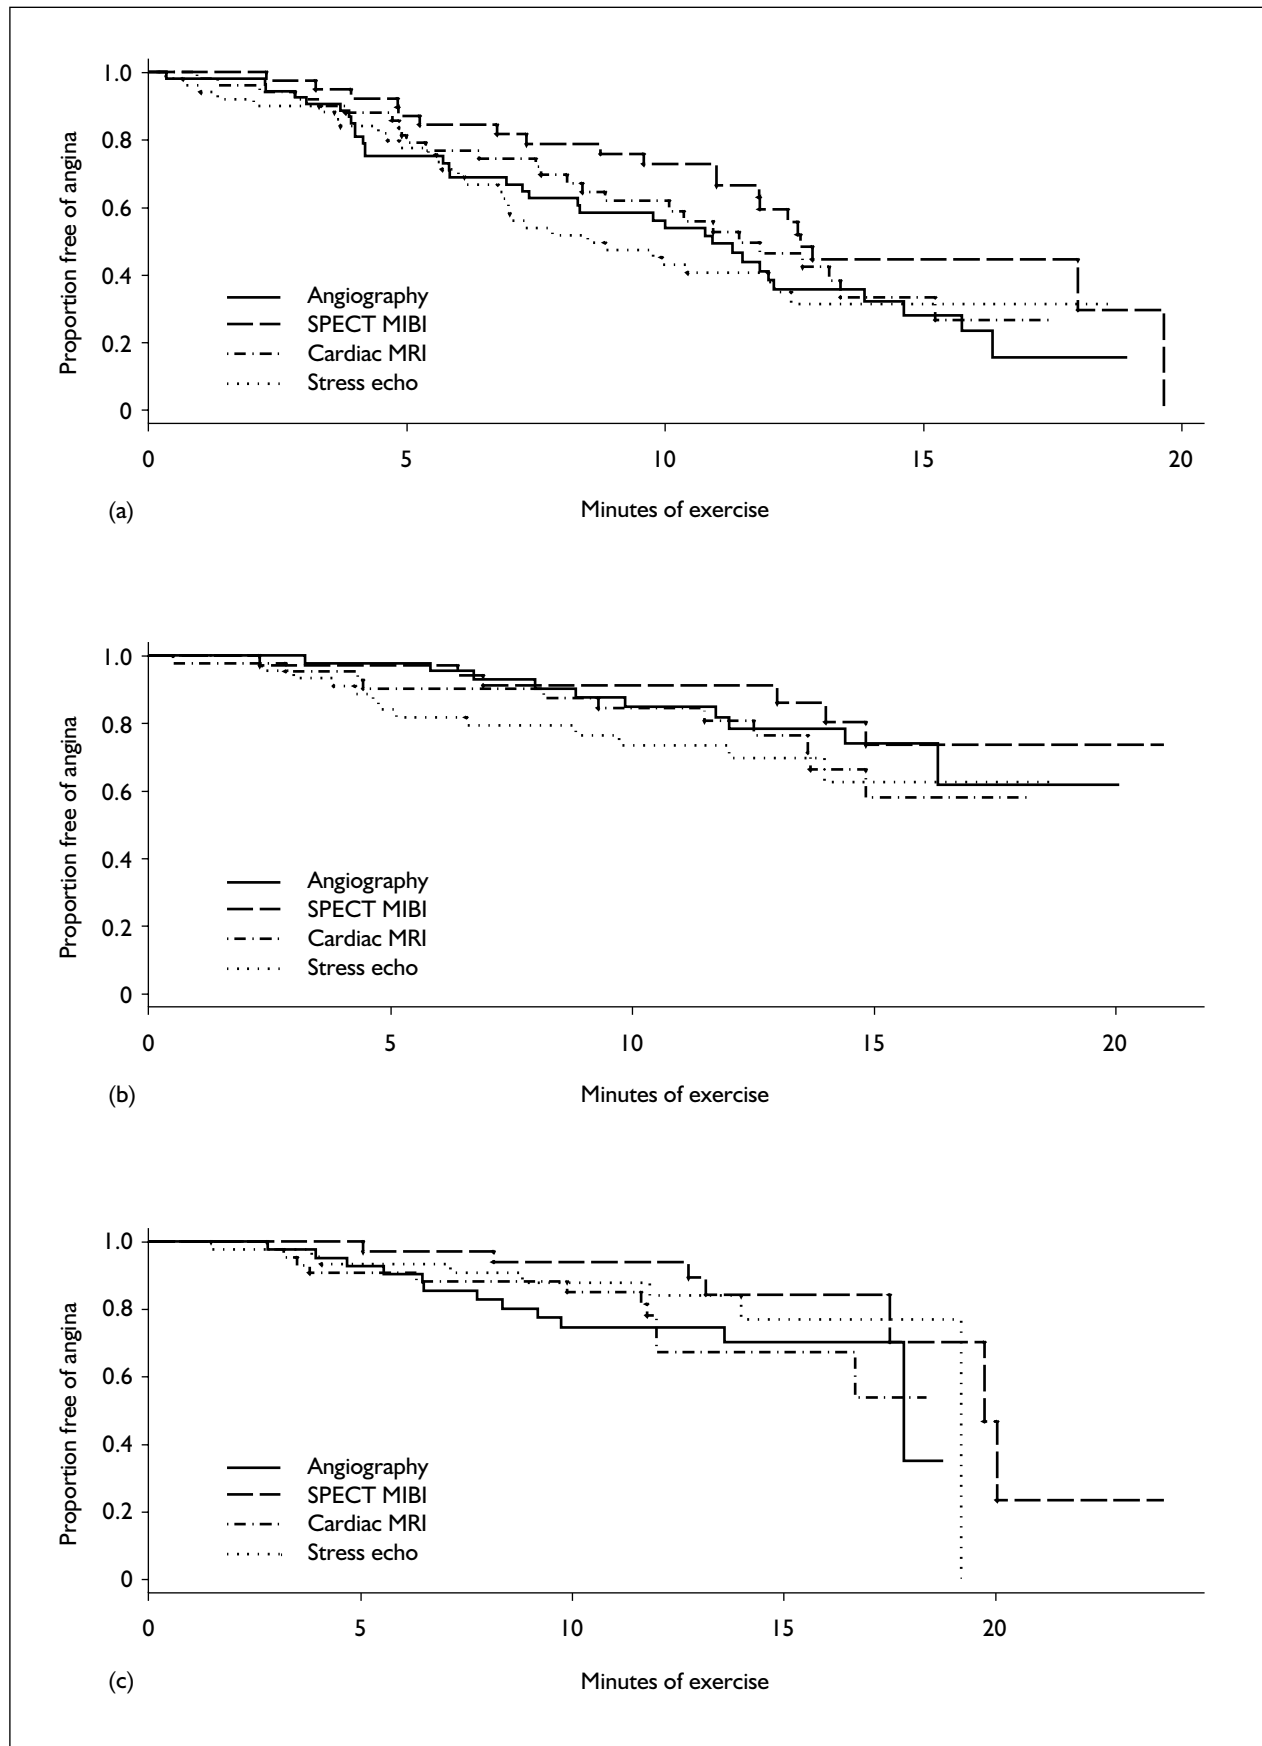 1.0
0.8
0.6
0.4
0.2
0
Proportion free of angina
Angiography
SPECT MIBI
Cardiac MRI
Stress echo
0 5 10 15 20
(a) Minutes of exercise
1.0
0.8
0.6
0.4
0.2
0
Proportion free of angina
Angiography
SPECT MIBI
Cardiac MRI
Stress echo
0 5 10 15 20
Minutes of exercise
(b)
1.0
0.8
0.6
0.4
0.2
0
Proportion free of angina
Angiography
SPECT MIBI
Cardiac MRI
Stress echo
0 5 10 15 20
(c) Minutes of exercise